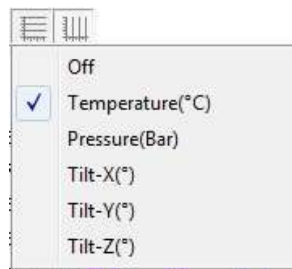 Off
Temperature(°C)
Pressure(Bar)
Tilt-X(°)
Tilt-Y(°)
Tilt-Z(°)